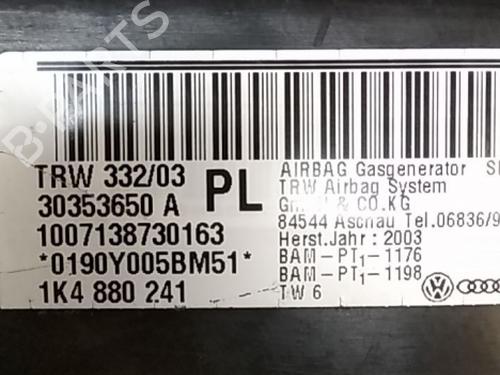 B-PARTS
TRW 332/03
30353650 A
1007138730163
*0190Y005BM51*
1K4 880 241
PL
AIRBAG Gasgenerator
TRW Airbag System
& CO.KG
84544 Aschau Tel.06836/9
Herst.Jahr: 2003
BAM-PT1-1176
BAM-PT1-1198
TW 6